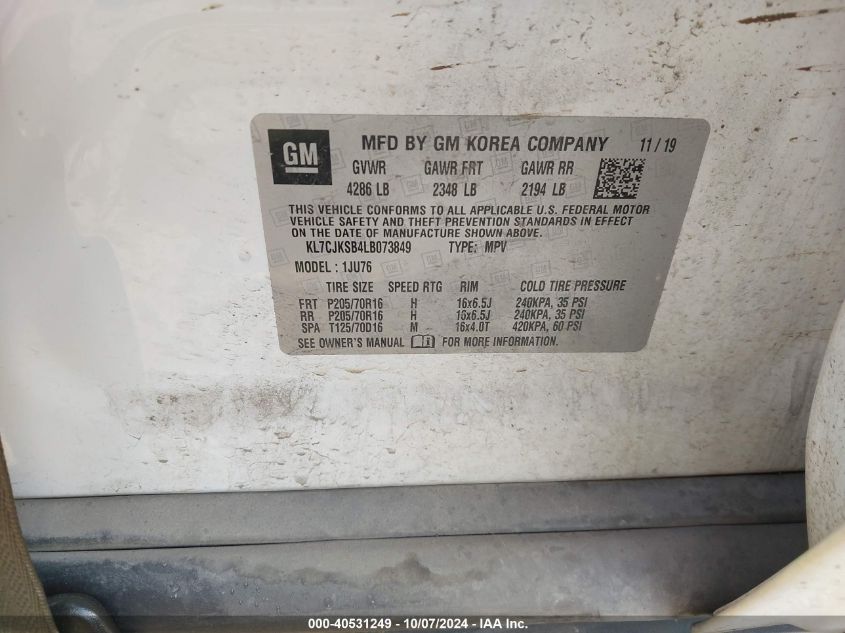 GM
MFD BY GM KOREA COMPANY 11 / 19
GVWR GAWR FRT GAWR RR
4286 LB 2348 LB 2194 LB
THIS VEHICLE CONFORMS TO ALL APPLICABLE U.S. FEDERAL MOTOR
VEHICLE SAFETY AND THEFT PREVENTION STANDARDS IN EFFECT
ON THE DATE OF MANUFACTURE SHOWN ABOVE.
KL7CJKSB4LB073849 TYPE: MPV
MODEL : 1JU76
TIRE SIZE SPEED RTG RIM COLD TIRE PRESSURE
FRT P205/70R16 H 16x6.5J 240KPA, 35 PSI
RR P205/70R16 H 16x6.5J 240KPA, 35 PSI
SPA T125/70D16 M 16x4.0T 420KPA, 60 PSI
SEE OWNER'S MANUAL FOR MORE INFORMATION.
000-40531249 - 10/07/2024 - IAA Inc.